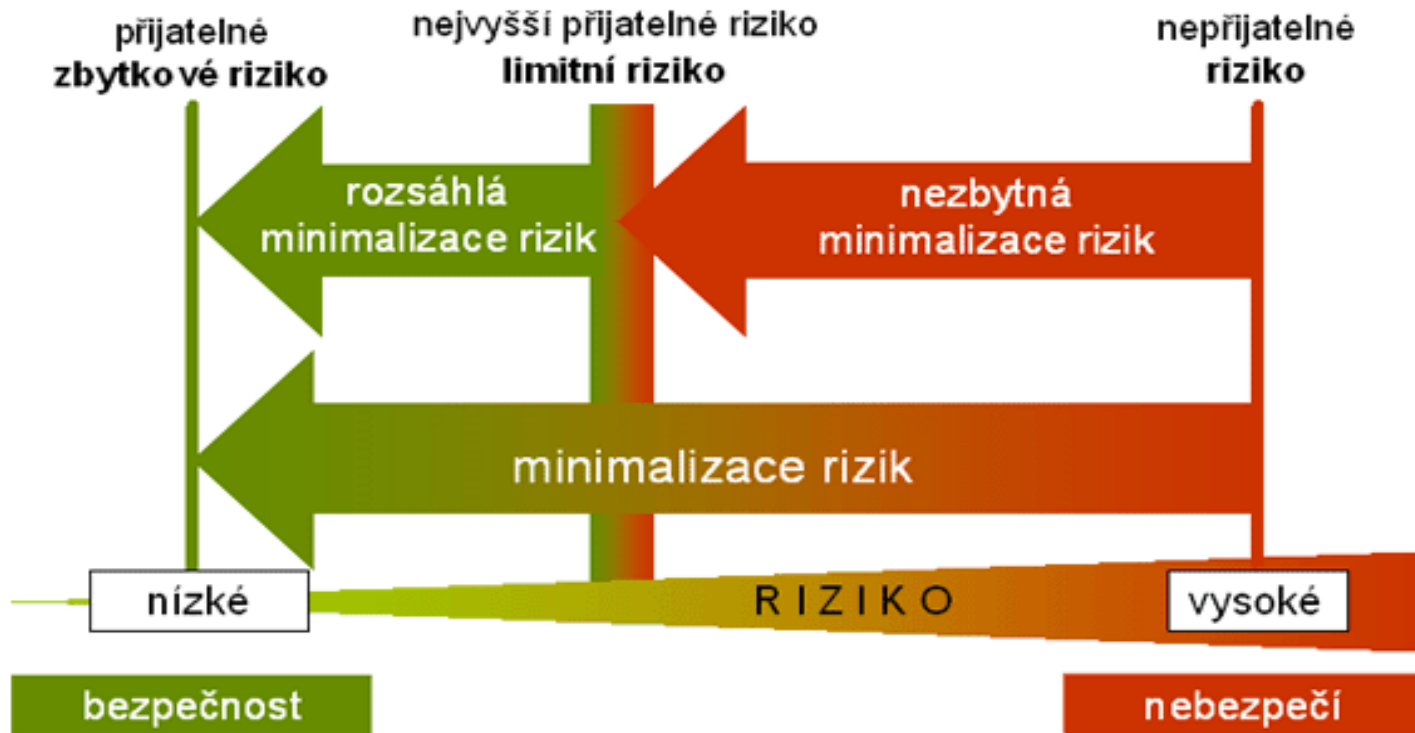 přijatelné
zbytkové riziko
nejvyšší přijatelné riziko
limitní riziko
nepřijatelné
riziko
rozsáhlá
minimalizace rizik
nezbytná
minimalizace rizik
minimalizace rizik
nízké
RIZIKO
vysoké
bezpečnost
nebezpečí